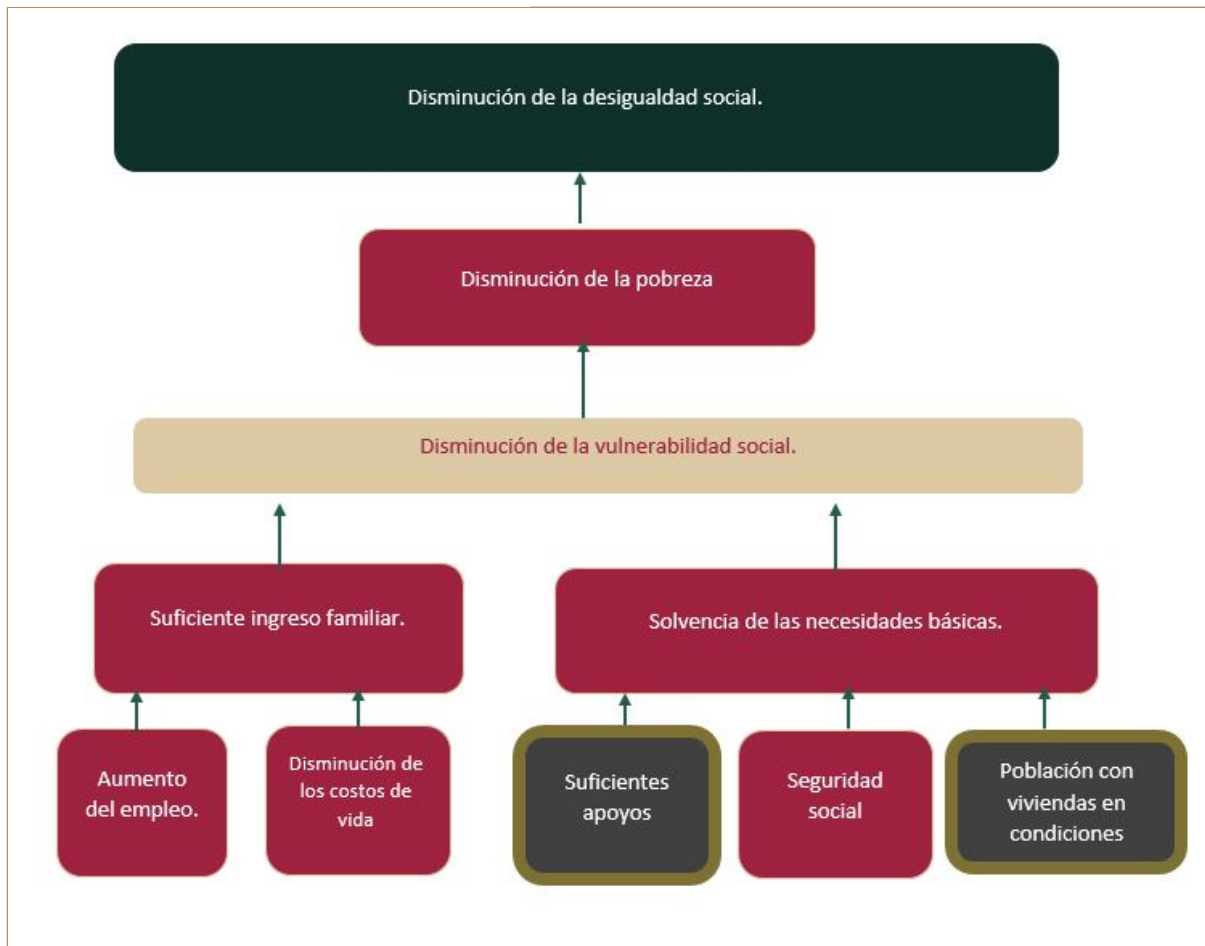 Disminución de la desigualdad social.
Disminución de la pobreza
Disminución de la vulnerabilidad social.
Suficiente ingreso familiar.
Solvencia de las necesidades básicas.
Aumento
del empleo.
Disminución de
los costos de
vida
Suficientes
apoyos
Seguridad
social
Población con
viviendas en
condiciones